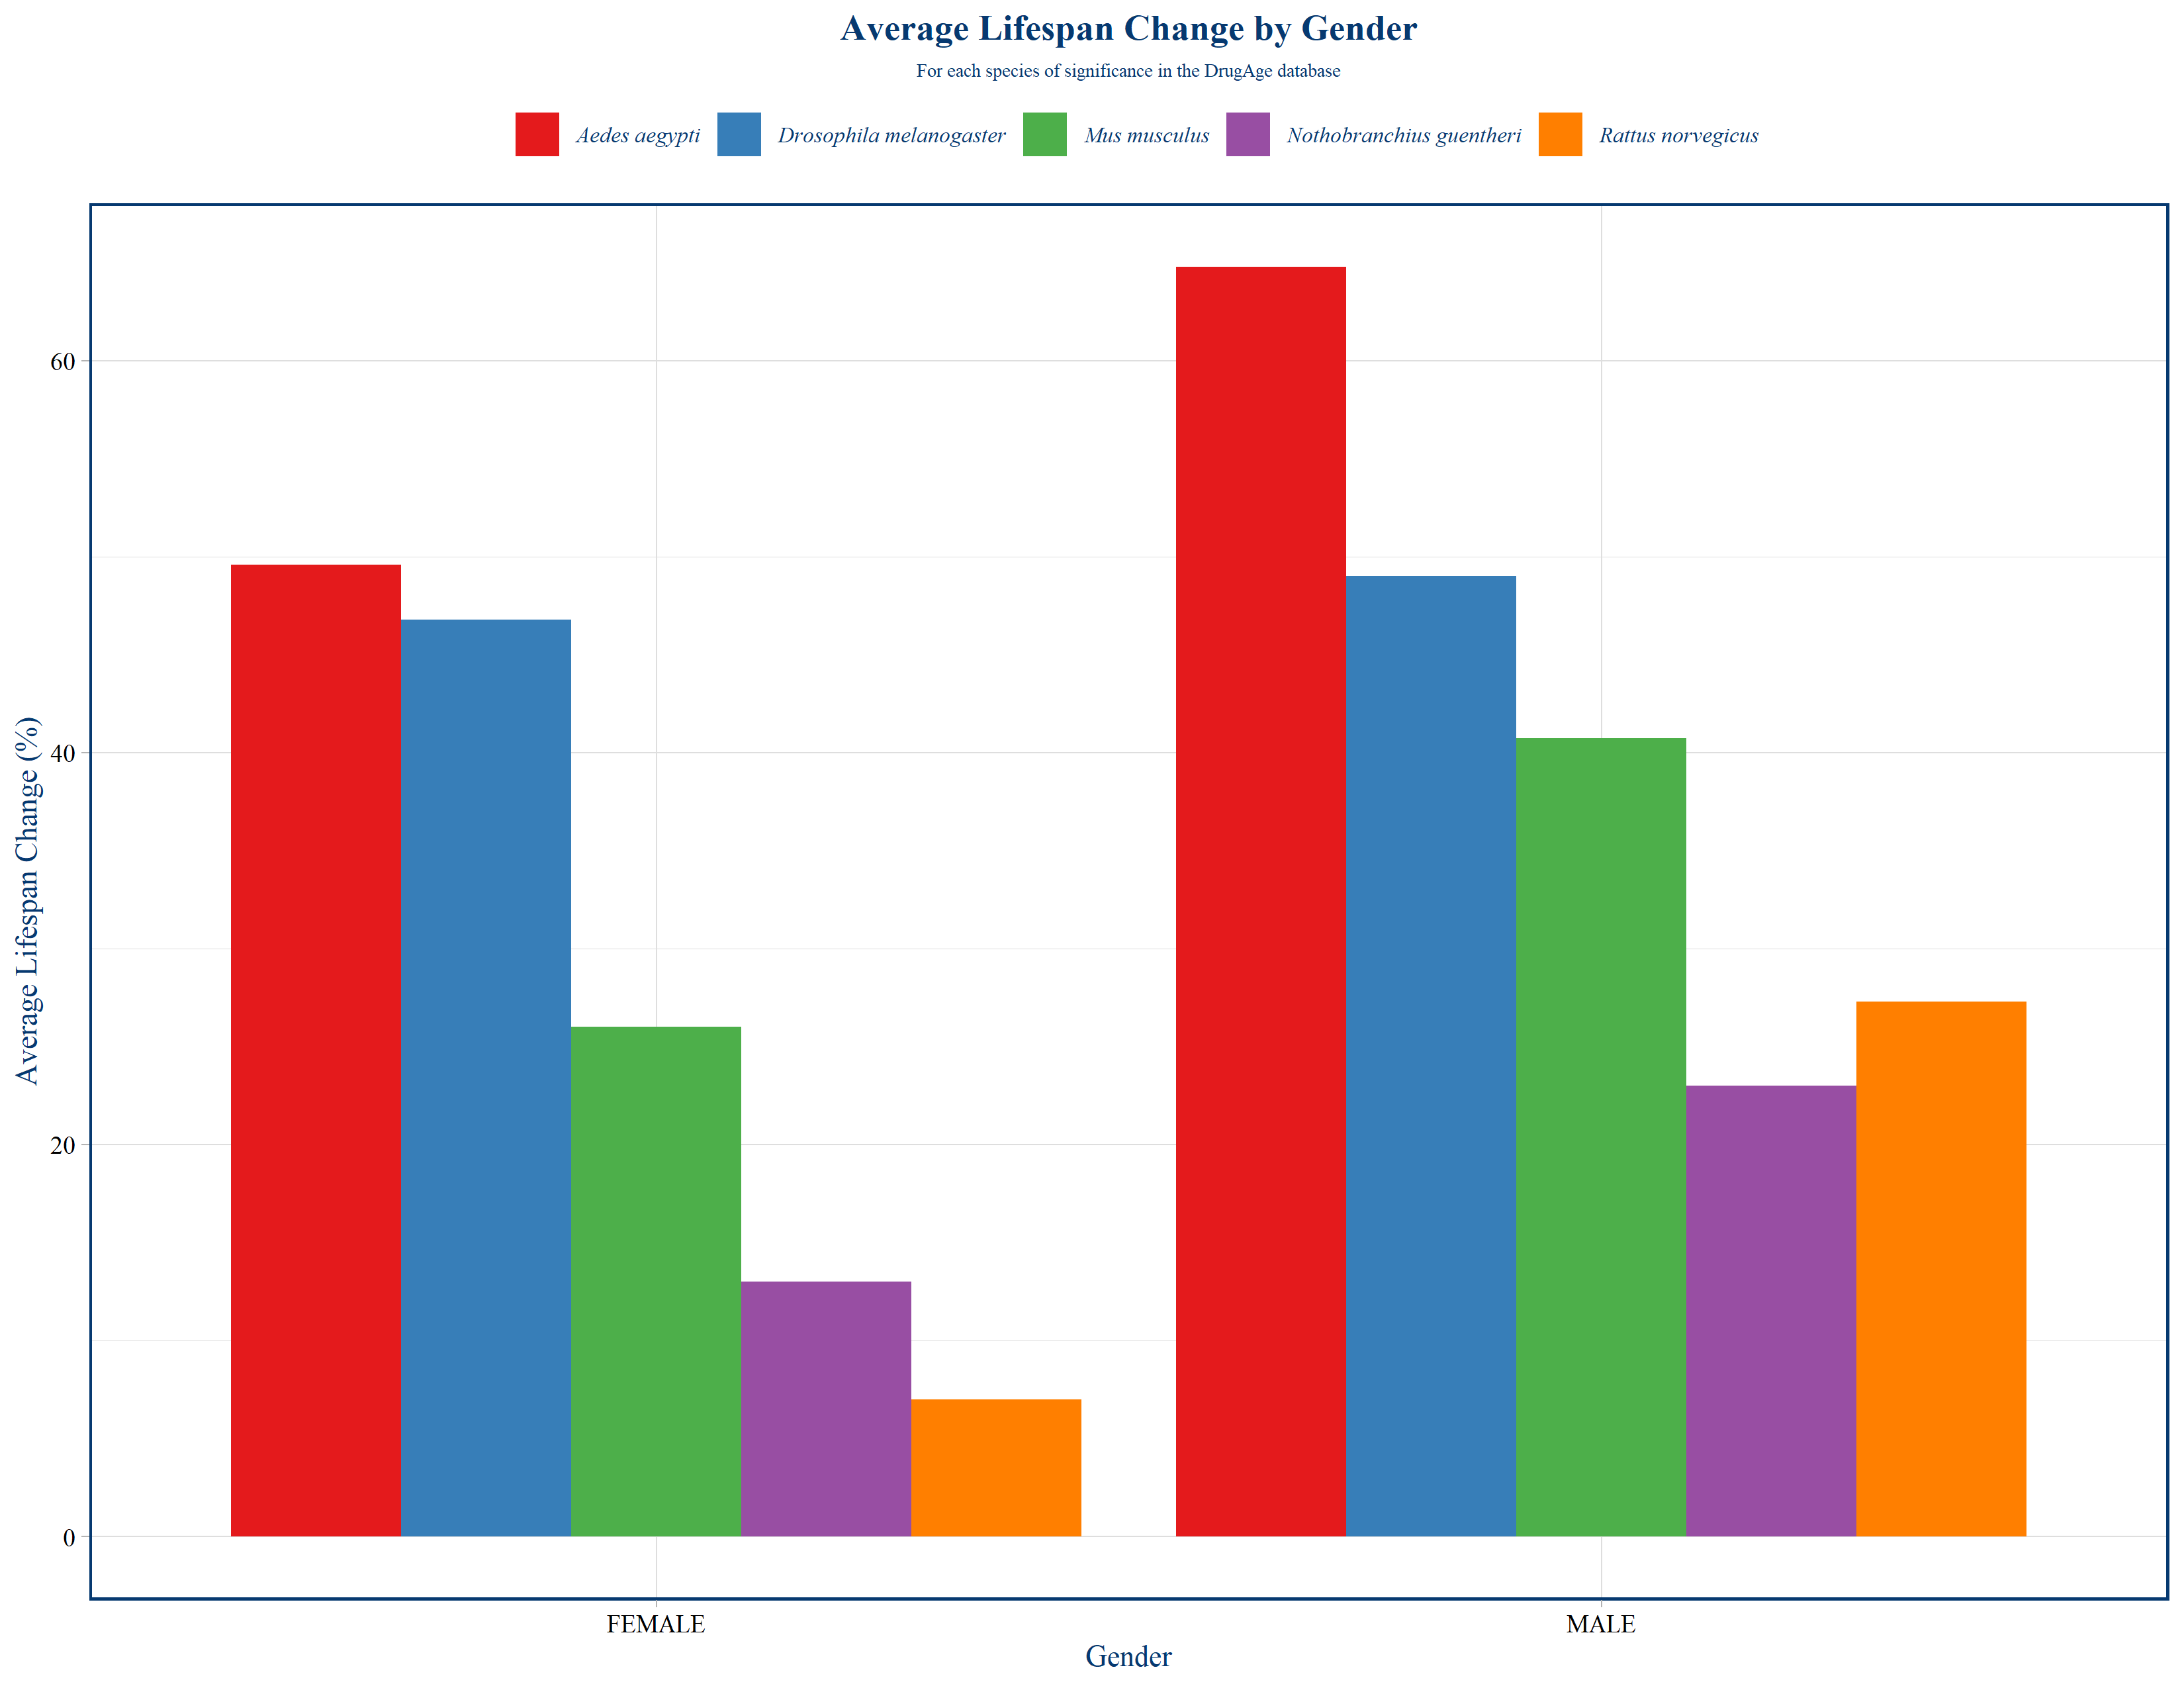 Average Lifespan Change by Gender
For each species of significance in the DrugAge database
Aedes aegypti Drosophila melanogaster Mus musculus Nothobranchius guentheri Rattus norvegicus
Average Lifespan Change (%)
60
40
20
0
FEMALE MALE
Gender